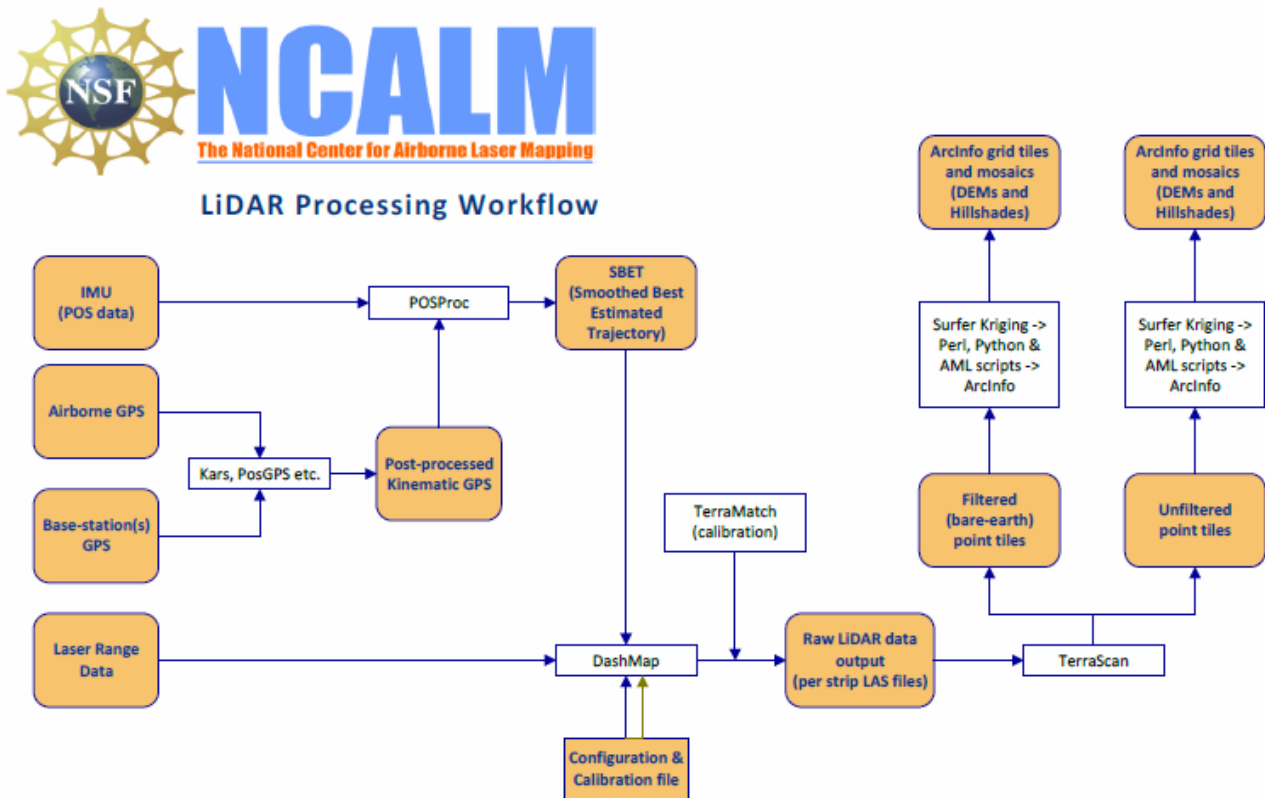 NSF
NCALM
The National Center for Airborne Laser Mapping
LiDAR Processing Workflow
ArcInfo grid tiles
and mosaics
(DEMs and
Hillshades)
ArcInfo grid tiles
and mosaics
(DEMs and
Hillshades)
IMU
(POS data)
POSProc
SBET
(Smoothed Best
Estimated
Trajectory)
Surfer Kriging ->
Perl, Python &
AML scripts ->
ArcInfo
Surfer Kriging ->
Perl, Python &
AML scripts ->
ArcInfo
Airborne GPS
Kars, PosGPS etc.
Post-processed
Kinematic GPS
Base-station(s)
GPS
TerraMatch
(calibration)
Filtered
(bare-earth)
point tiles
Unfiltered
point tiles
Laser Range
Data
DashMap
Raw LiDAR data
output
(per strip LAS files)
TerraScan
Configuration &
Calibration file